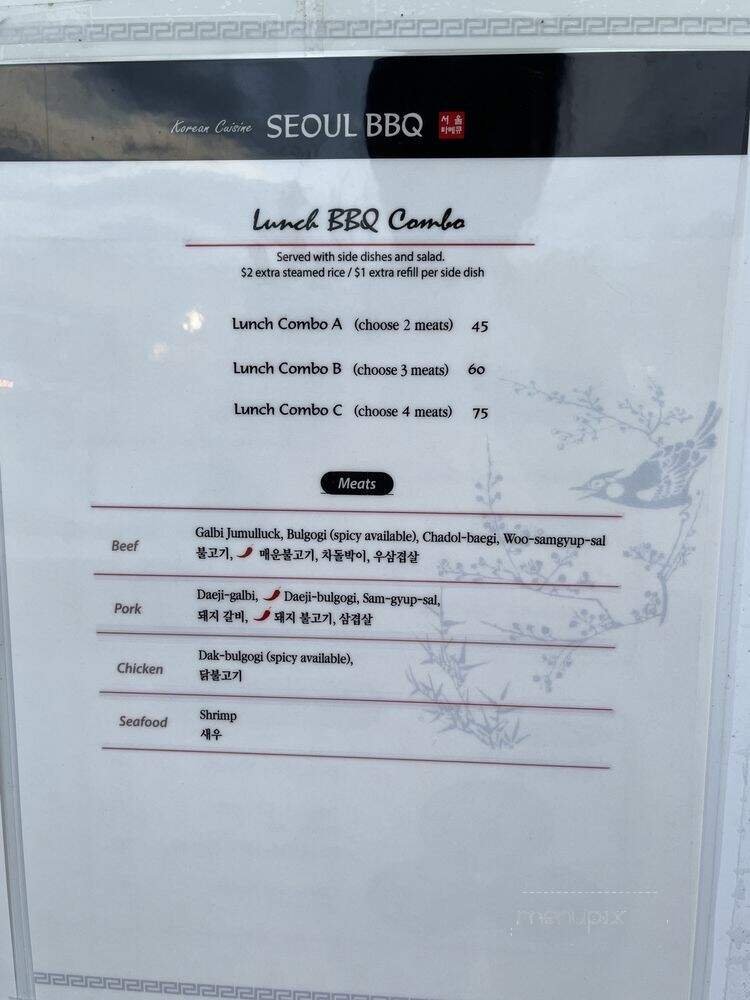 Korean Cuisine SEOUL BBQ 서울 바베큐
Lunch BBQ Combo
Served with side dishes and salad.
$2 extra steamed rice / $1 extra refill per side dish
Lunch Combo A (choose 2 meats) 45
Lunch Combo B (choose 3 meats) 60
Lunch Combo C (choose 4 meats) 75
Meats
Beef
Galbi Jumulluck, Bulgogi (spicy available), Chadol-baegi, Woo-samgyup-sal
불고기, 매운불고기, 차돌박이, 우삼겹살
Pork
Daeji-galbi, Daeji-bulgogi, Sam-gyup-sal,
돼지 갈비, 돼지 불고기, 삼겹살
Chicken
Dak-bulgogi (spicy available),
닭불고기
Seafood
Shrimp
새우
menupix